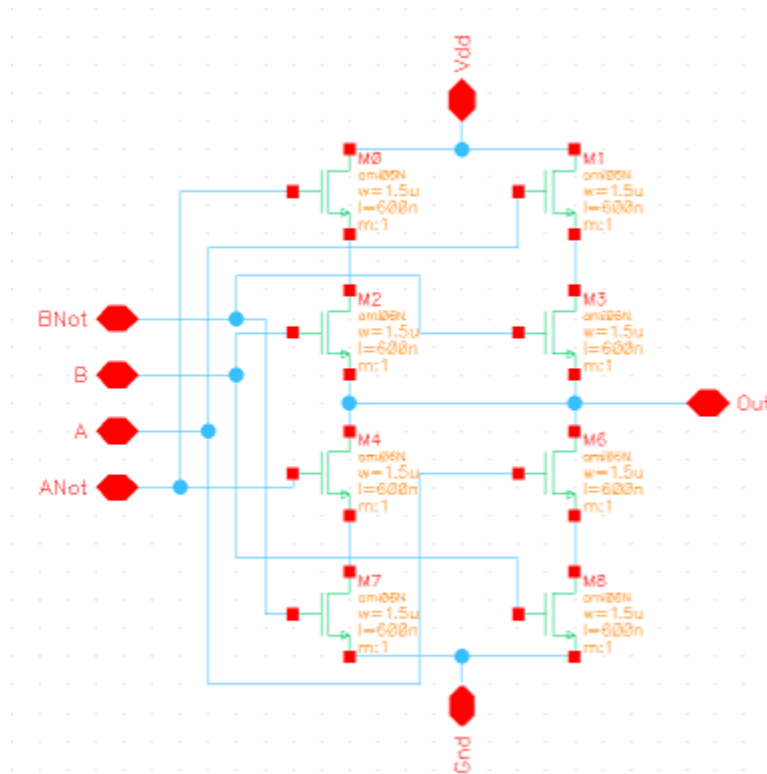 Vdd
M0
ami06N
w=1.5u
l=600n
m:1
M1
ami06N
w=1.5u
l=600n
m:1
M2
ami06N
w=1.5u
l=600n
m:1
M3
ami06N
w=1.5u
l=600n
m:1
BNot
B
A
ANot
Out
M4
ami06N
w=1.5u
l=600n
m:1
M6
ami06N
w=1.5u
l=600n
m:1
M7
ami06N
w=1.5u
l=600n
m:1
M8
ami06N
w=1.5u
l=600n
m:1
Gnd